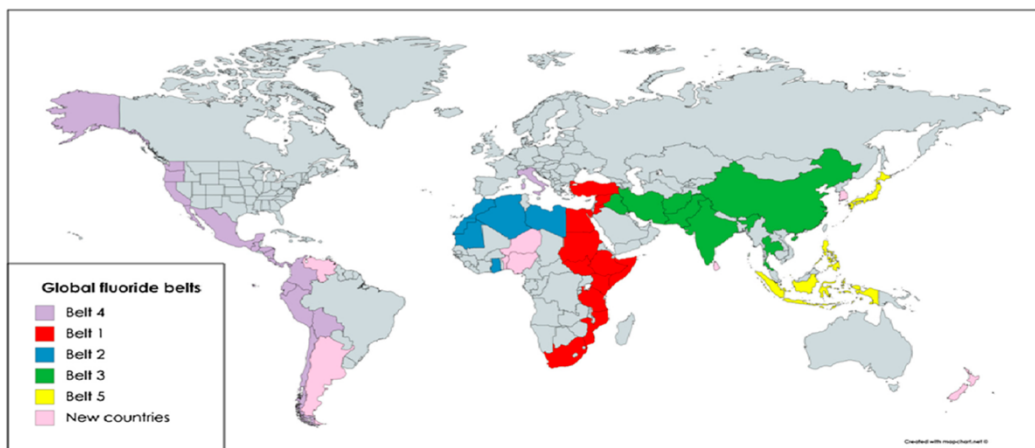 Global fluoride belts
Belt 4
Belt 1
Belt 2
Belt 3
Belt 5
New countries
Created with mapchart.net ©